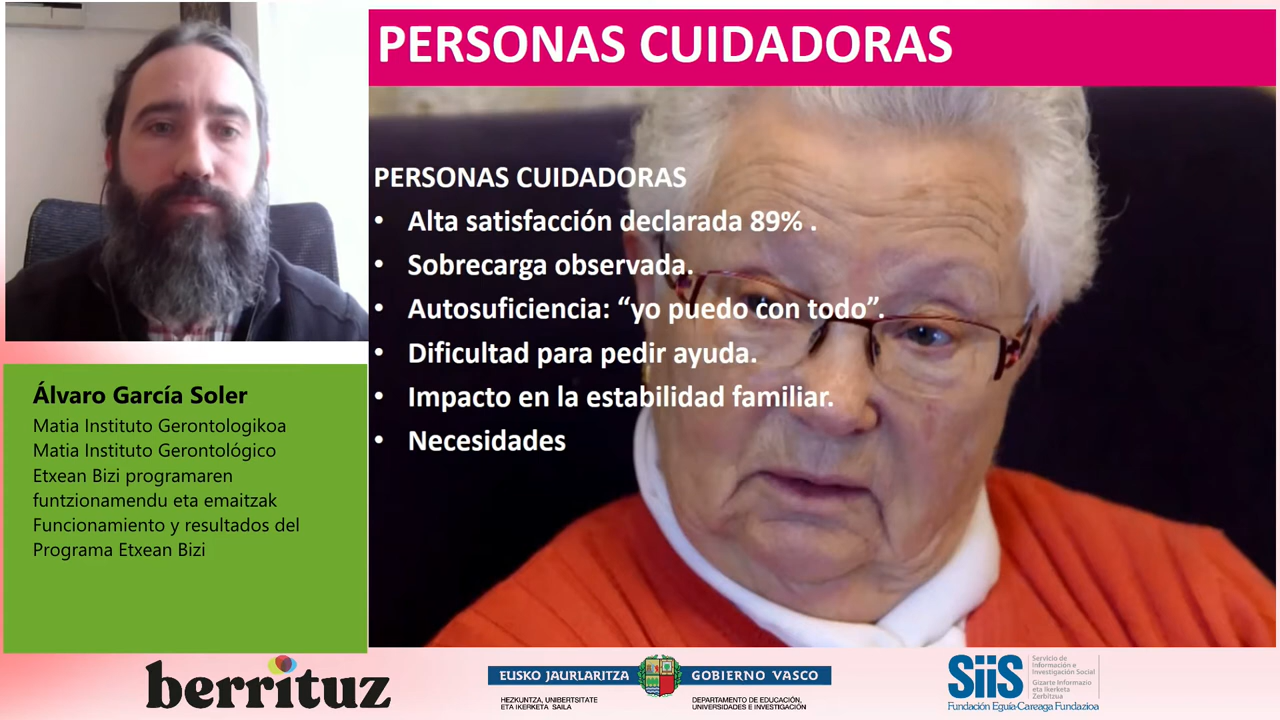 PERSONAS CUIDADORAS
PERSONAS CUIDADORAS
• Alta satisfacción declarada 89% .
• Sobrecarga observada.
• Autosuficiencia: “yo puedo con todo”.
• Dificultad para pedir ayuda.
• Impacto en la estabilidad familiar.
• Necesidades
Álvaro García Soler
Matia Instituto Gerontologikoa
Matia Instituto Gerontológico
Etxean Bizi programaren
funtzionamendu eta emaitzak
Funcionamiento y resultados del
Programa Etxean Bizi
berrituz
EUSKO JAURLARITZA
GOBIERNO VASCO
HEZKUNTZA, UNIBERTSITATE
ETA IKERKETA SAILA
DEPARTAMENTO DE EDUCACIÓN,
UNIVERSIDADES E INVESTIGACIÓN
SiiS
Servicio de
Información e
Investigación Social
Gizarte Informazio
eta Ikerketa
Zerbitzua
Fundación Eguía-Careaga Fundazioa